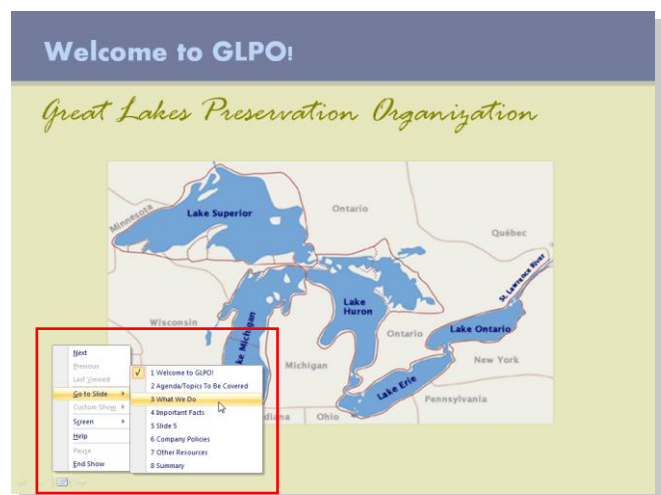 Welcome to GLPO!
Great Lakes Preservation Organization
Minnesota
Lake Superior
Ontario
Québec
St. Lawrence River
Wisconsin
ke Michigan
Lake
Huron
Ontario
Lake Ontario
Michigan
New York
Lake Erie
Pennsylvania
diana
Ohio
Next
Previous
Last Viewed
Go to Slide
Custom Show
Screen
Help
Pause
End Show
1 Welcome to GLPO!
2 Agenda/Topics To Be Covered
3 What We Do
4 Important Facts
5 Slide 5
6 Company Policies
7 Other Resources
8 Summary